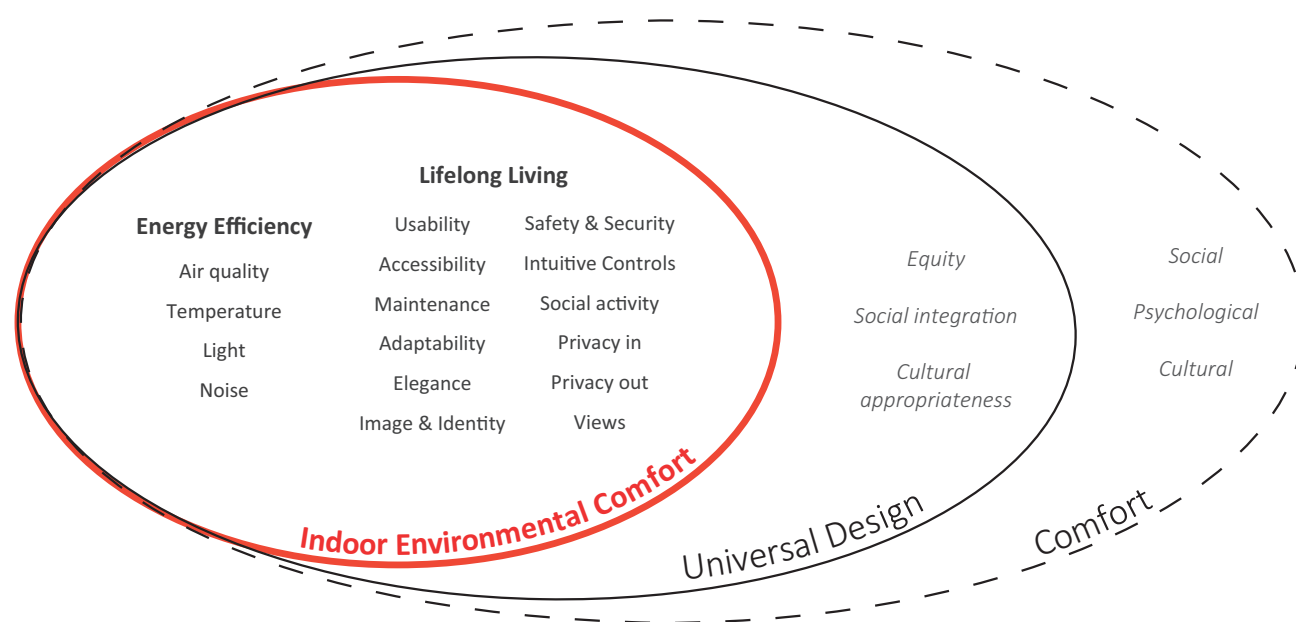 Lifelong Living
Energy Efficiency
Air quality
Temperature
Light
Noise
Usability
Accessibility
Maintenance
Adaptability
Elegance
Image & Identity
Safety & Security
Intuitive Controls
Social activity
Privacy in
Privacy out
Views
Equity
Social integration
Cultural
appropriateness
Social
Psychological
Cultural
Indoor Environmental Comfort
Universal Design
Comfort